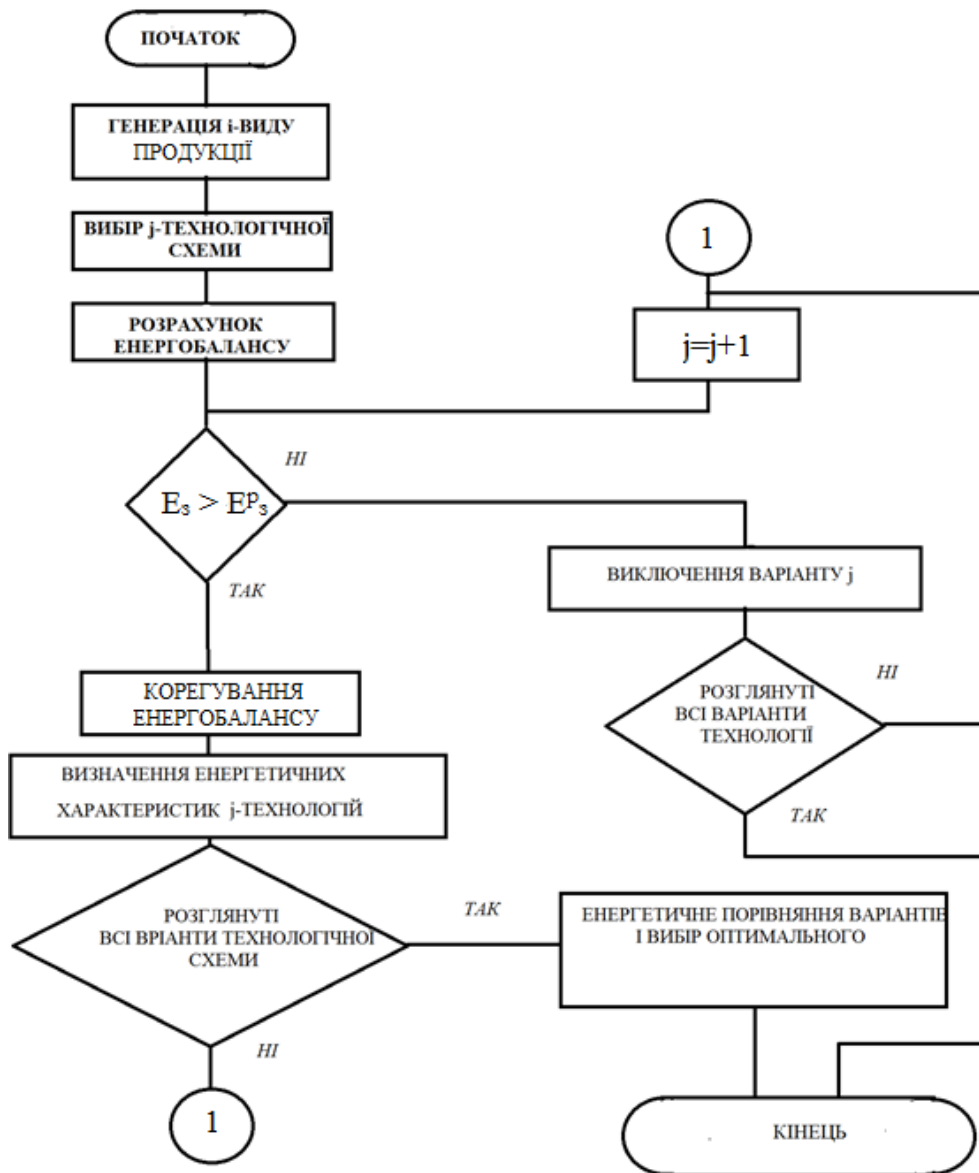 ПОЧАТОК
ГЕНЕРАЦІЯ і-ВИДУ
ПРОДУКЦІЇ
ВИБІР j-ТЕХНОЛОГІЧНОЇ
СХЕМИ
РОЗРАХУНОК
ЕНЕРГОБАЛАНСУ
1
j=j+1
НІ
Eз > Eᵖз
ТАК
ВИКЛЮЧЕННЯ ВАРІАНТУ j
КОРЕГУВАННЯ
ЕНЕРГОБАЛАНСУ
РОЗГЛЯНУТІ
ВСІ ВАРІАНТИ
ТЕХНОЛОГІЇ
НІ
ТАК
ВИЗНАЧЕННЯ ЕНЕРГЕТИЧНИХ
ХАРАКТЕРИСТИК j-ТЕХНОЛОГІЙ
РОЗГЛЯНУТІ
ВСІ ВРІАНТИ ТЕХНОЛОГІЧНОЇ
СХЕМИ
ТАК
ЕНЕРГЕТИЧНЕ ПОРІВНЯННЯ ВАРІАНТІВ
І ВИБІР ОПТИМАЛЬНОГО
НІ
1
КІНЕЦЬ